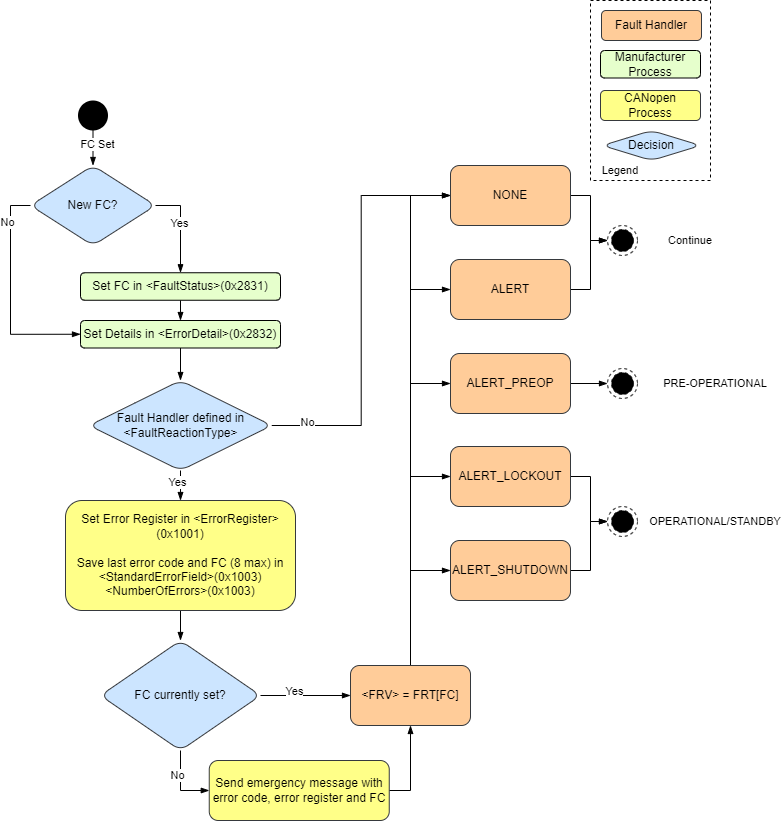 Fault Handler
Manufacturer
Process
CANopen
Process
Decision
Legend
FC Set
New FC?
No
Yes
Set FC in <FaultStatus>(0x2831)
Set Details in <ErrorDetail>(0x2832)
Fault Handler defined in
<FaultReactionType>
No
Yes
Set Error Register in <ErrorRegister>
(0x1001)
Save last error code and FC (8 max) in
<StandardErrorField>(0x1003)
<NumberOfErrors>(0x1003)
FC currently set?
Yes
No
Send emergency message with
error code, error register and FC
<FRV> = FRT[FC]
NONE
ALERT
Continue
ALERT_PREOP
PRE-OPERATIONAL
ALERT_LOCKOUT
OPERATIONAL/STANDBY
ALERT_SHUTDOWN